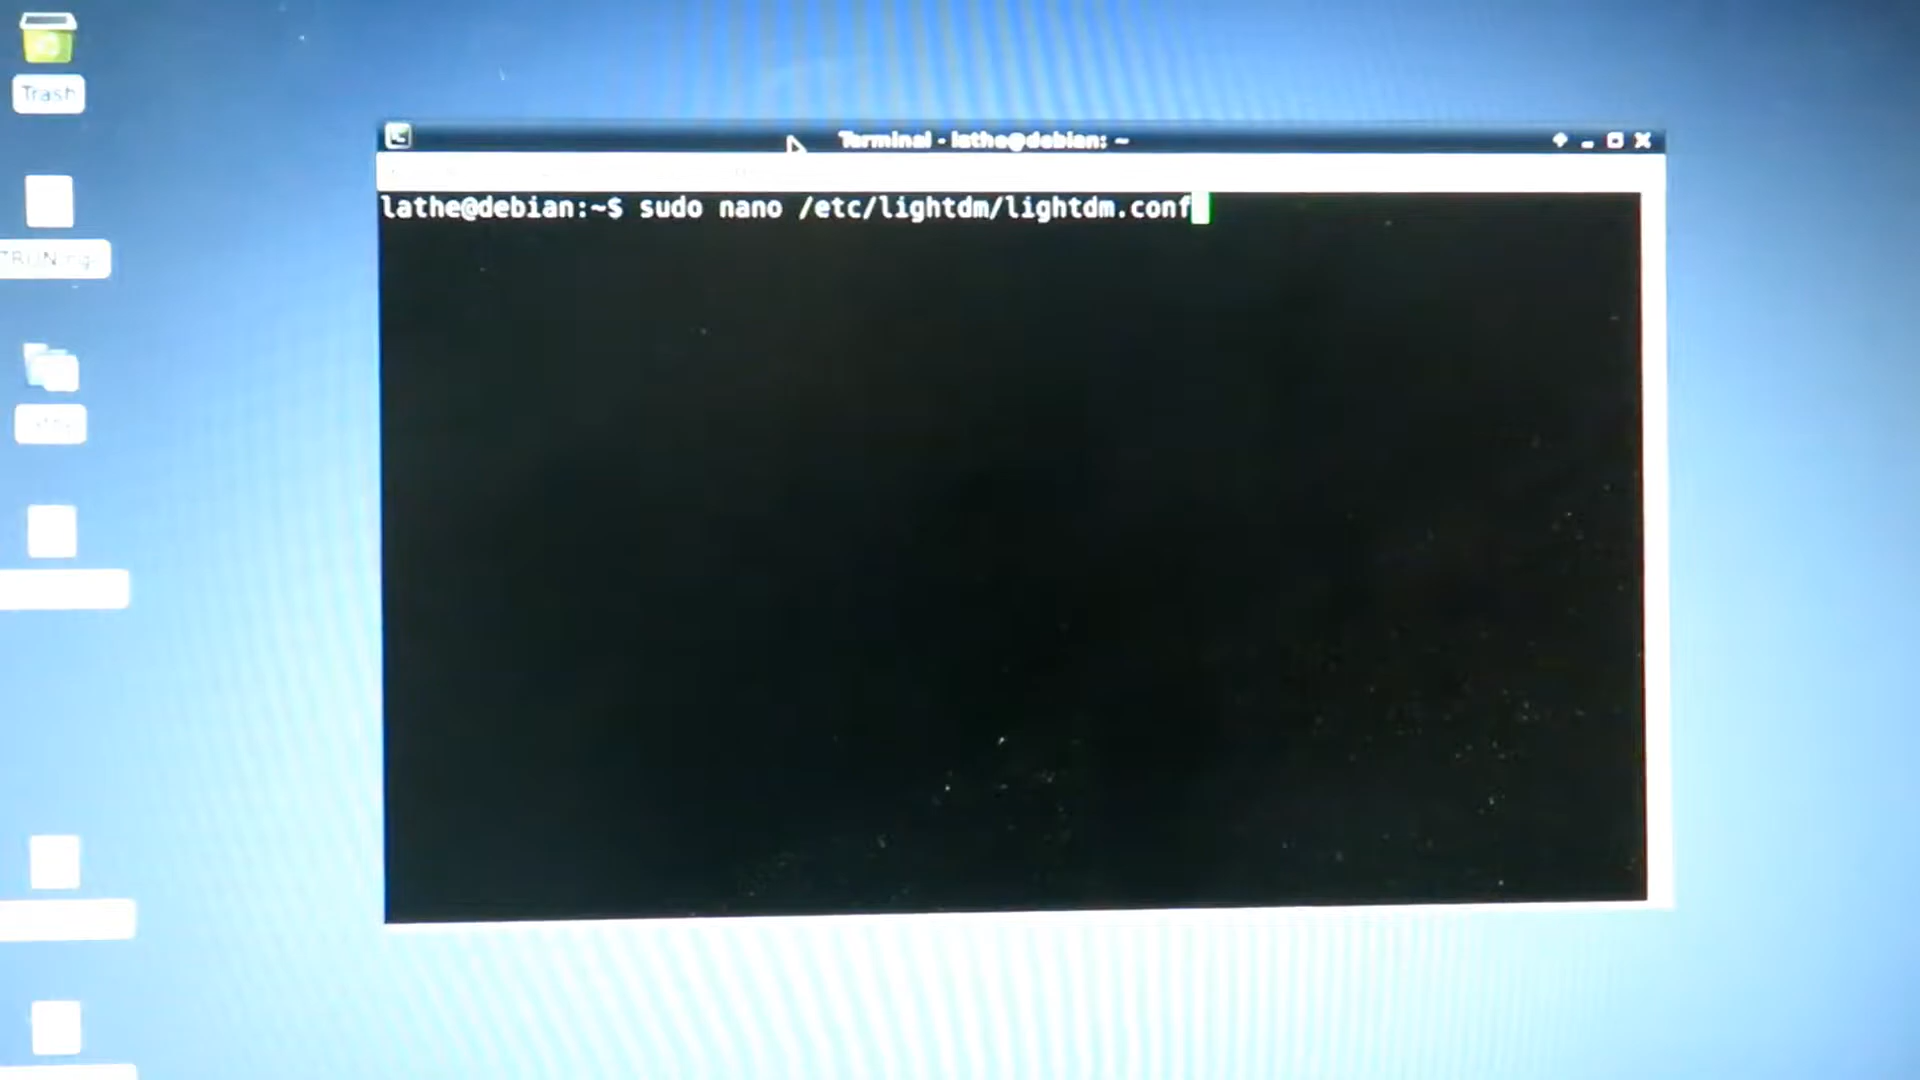 Trash
Terminal - lathe@debian: ~
lathe@debian:~$ sudo nano /etc/lightdm/lightdm.conf